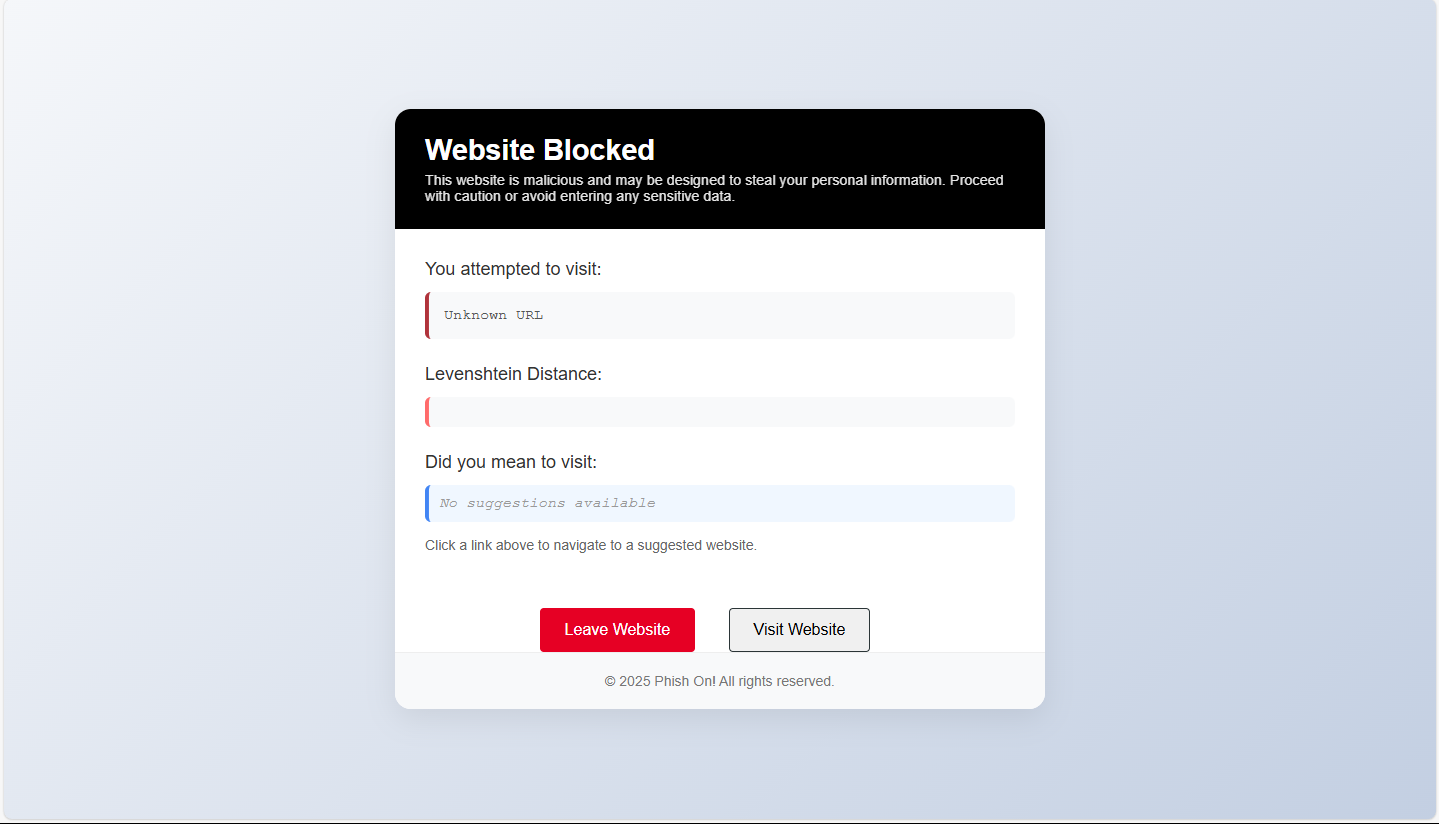 Website Blocked
This website is malicious and may be designed to steal your personal information. Proceed
with caution or avoid entering any sensitive data.
You attempted to visit:
Unknown URL
Levenshtein Distance:
Did you mean to visit:
No suggestions available
Click a link above to navigate to a suggested website.
Leave Website
Visit Website
© 2025 Phish On! All rights reserved.